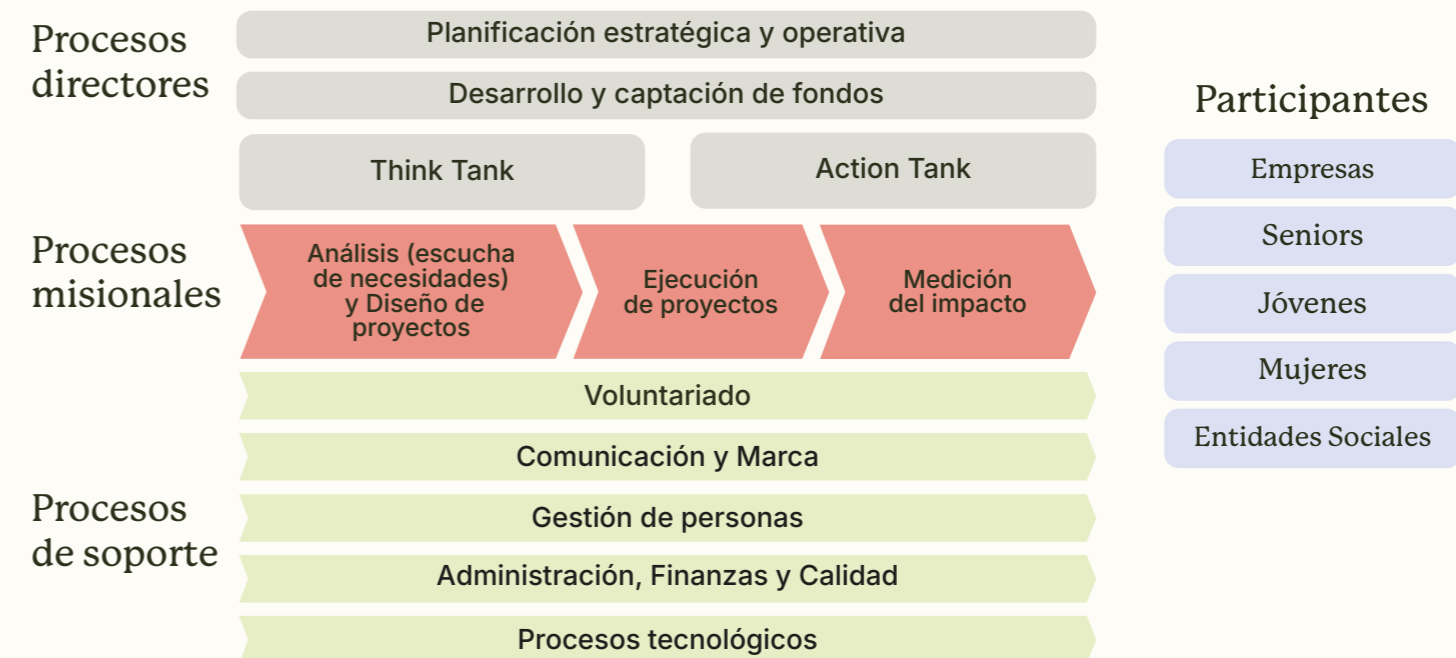 Procesos
directores
Planificación estratégica y operativa
Desarrollo y captación de fondos
Think Tank
Action Tank
Procesos
misionales
Análisis (escucha
de necesidades)
y Diseño de
proyectos
Ejecución
de proyectos
Medición
del impacto
Procesos
de soporte
Voluntariado
Comunicación y Marca
Gestión de personas
Administración, Finanzas y Calidad
Procesos tecnológicos
Participantes
Empresas
Seniors
Jóvenes
Mujeres
Entidades Sociales